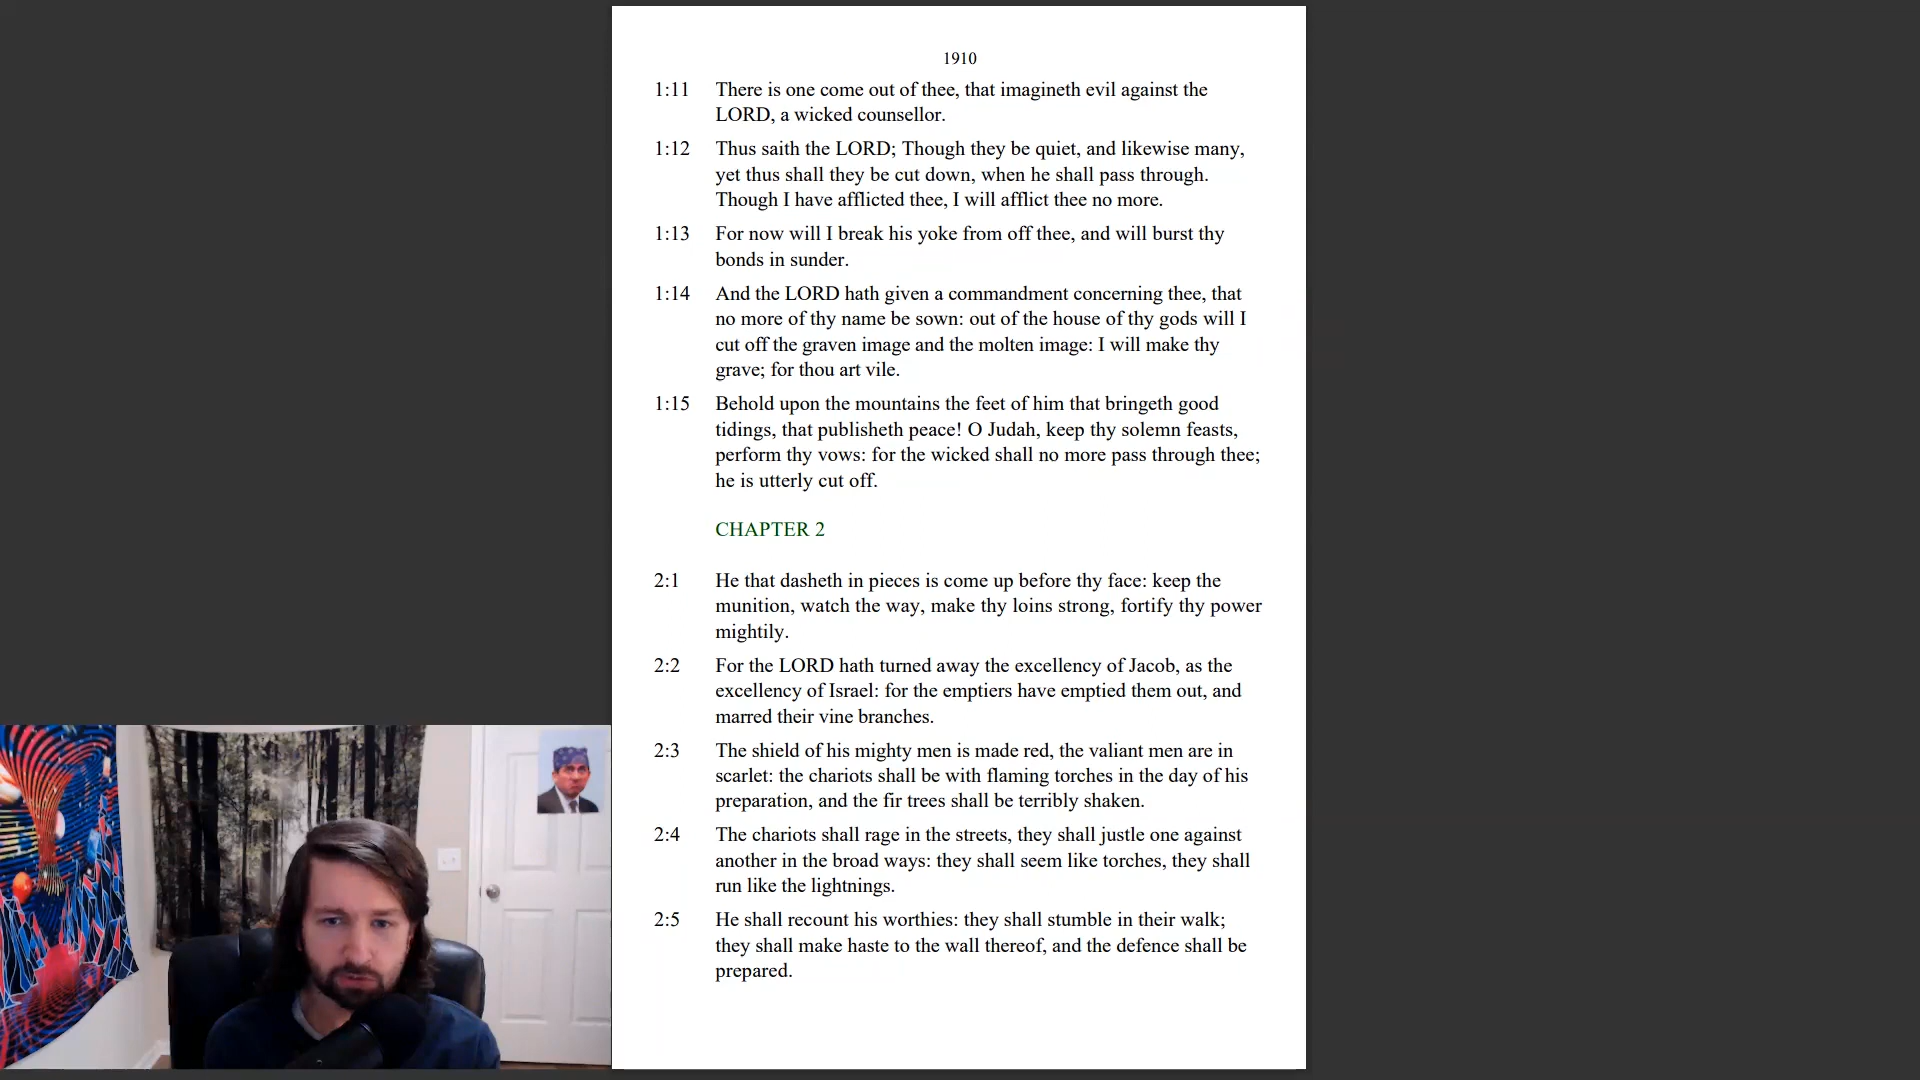 1910
1:11 There is one come out of thee, that imagineth evil against the
LORD, a wicked counsellor.
1:12 Thus saith the LORD; Though they be quiet, and likewise many,
yet thus shall they be cut down, when he shall pass through.
Though I have afflicted thee, I will afflict thee no more.
1:13 For now will I break his yoke from off thee, and will burst thy
bonds in sunder.
1:14 And the LORD hath given a commandment concerning thee, that
no more of thy name be sown: out of the house of thy gods will I
cut off the graven image and the molten image: I will make thy
grave; for thou art vile.
1:15 Behold upon the mountains the feet of him that bringeth good
tidings, that publisheth peace! O Judah, keep thy solemn feasts,
perform thy vows: for the wicked shall no more pass through thee;
he is utterly cut off.
CHAPTER 2
2:1 He that dasheth in pieces is come up before thy face: keep the
munition, watch the way, make thy loins strong, fortify thy power
mightily.
2:2 For the LORD hath turned away the excellency of Jacob, as the
excellency of Israel: for the emptiers have emptied them out, and
marred their vine branches.
2:3 The shield of his mighty men is made red, the valiant men are in
scarlet: the chariots shall be with flaming torches in the day of his
preparation, and the fir trees shall be terribly shaken.
2:4 The chariots shall rage in the streets, they shall justle one against
another in the broad ways: they shall seem like torches, they shall
run like the lightnings.
2:5 He shall recount his worthies: they shall stumble in their walk;
they shall make haste to the wall thereof, and the defence shall be
prepared.